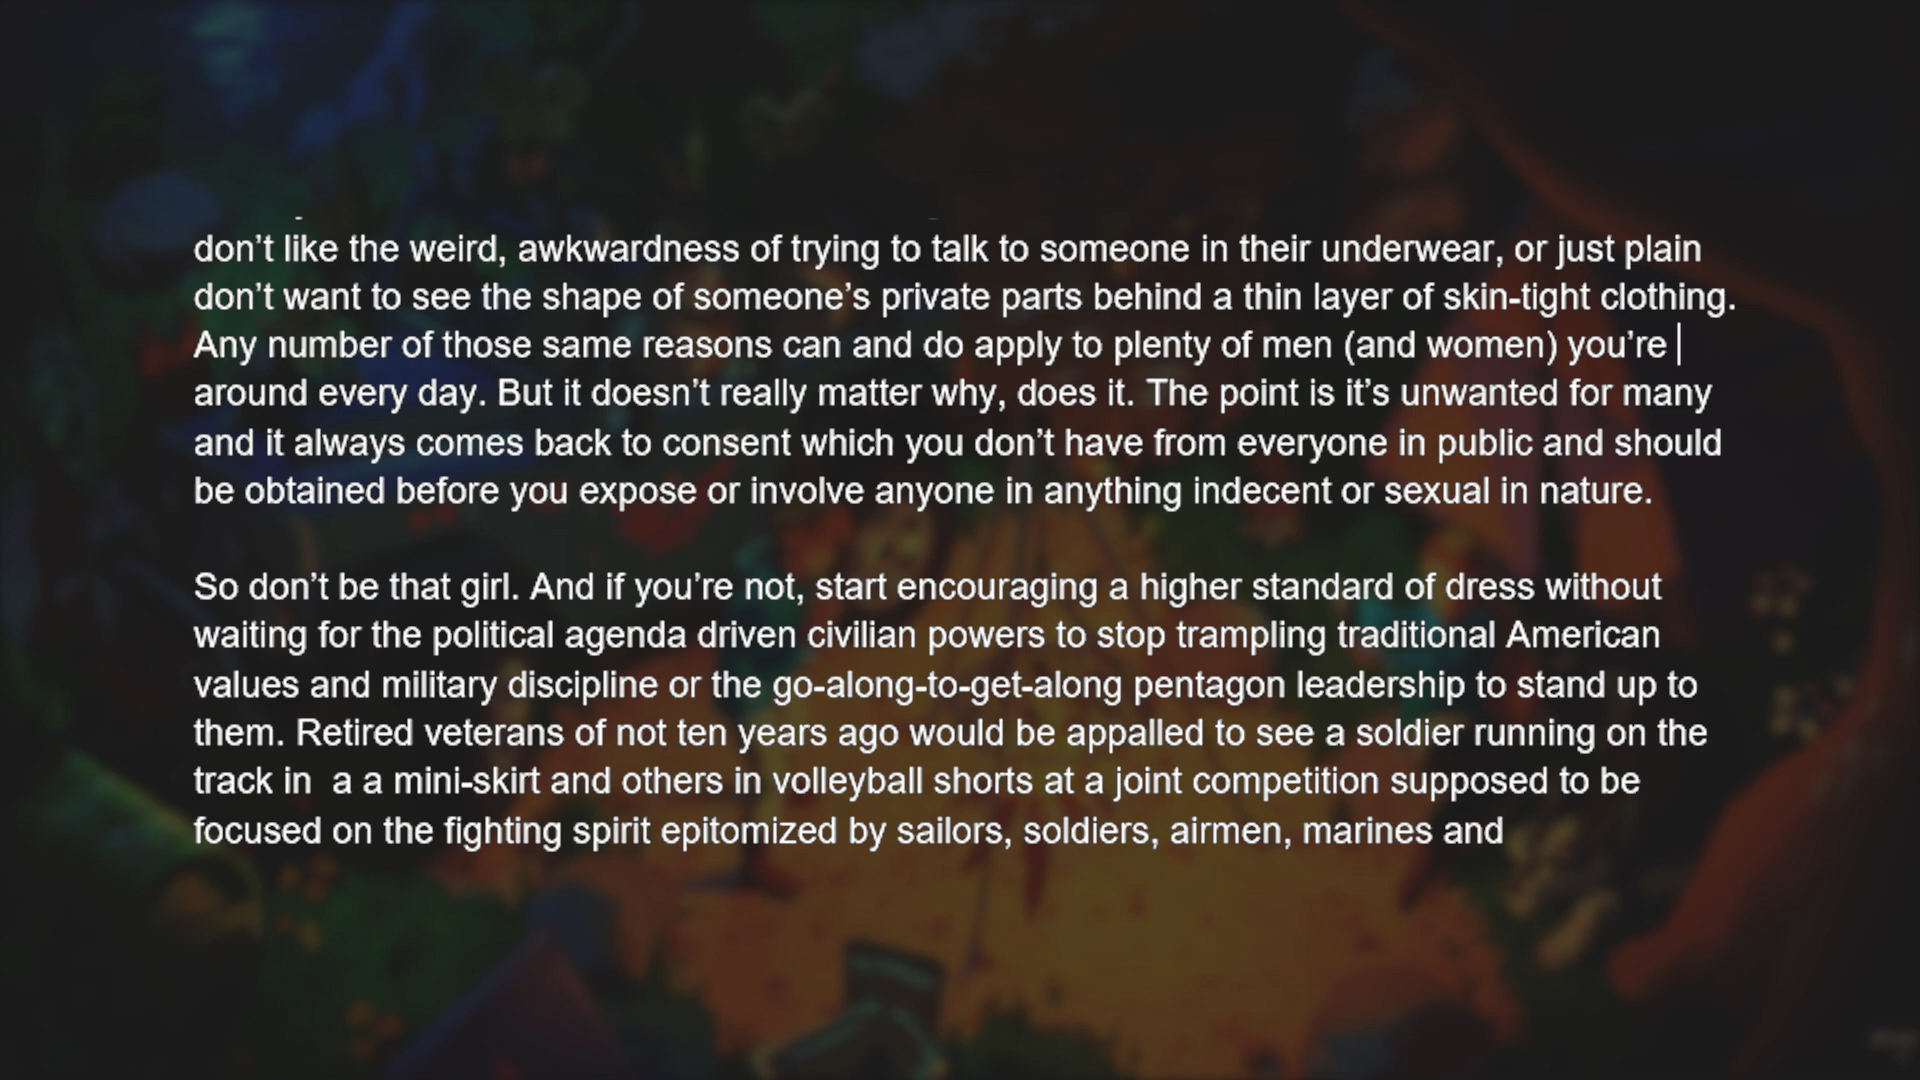 don’t like the weird, awkwardness of trying to talk to someone in their underwear, or just plain
don’t want to see the shape of someone’s private parts behind a thin layer of skin-tight clothing.
Any number of those same reasons can and do apply to plenty of men (and women) you’re
around every day. But it doesn’t really matter why, does it. The point is it’s unwanted for many
and it always comes back to consent which you don’t have from everyone in public and should
be obtained before you expose or involve anyone in anything indecent or sexual in nature.
So don’t be that girl. And if you’re not, start encouraging a higher standard of dress without
waiting for the political agenda driven civilian powers to stop trampling traditional American
values and military discipline or the go-along-to-get-along pentagon leadership to stand up to
them. Retired veterans of not ten years ago would be appalled to see a soldier running on the
track in  a a mini-skirt and others in volleyball shorts at a joint competition supposed to be
focused on the fighting spirit epitomized by sailors, soldiers, airmen, marines and